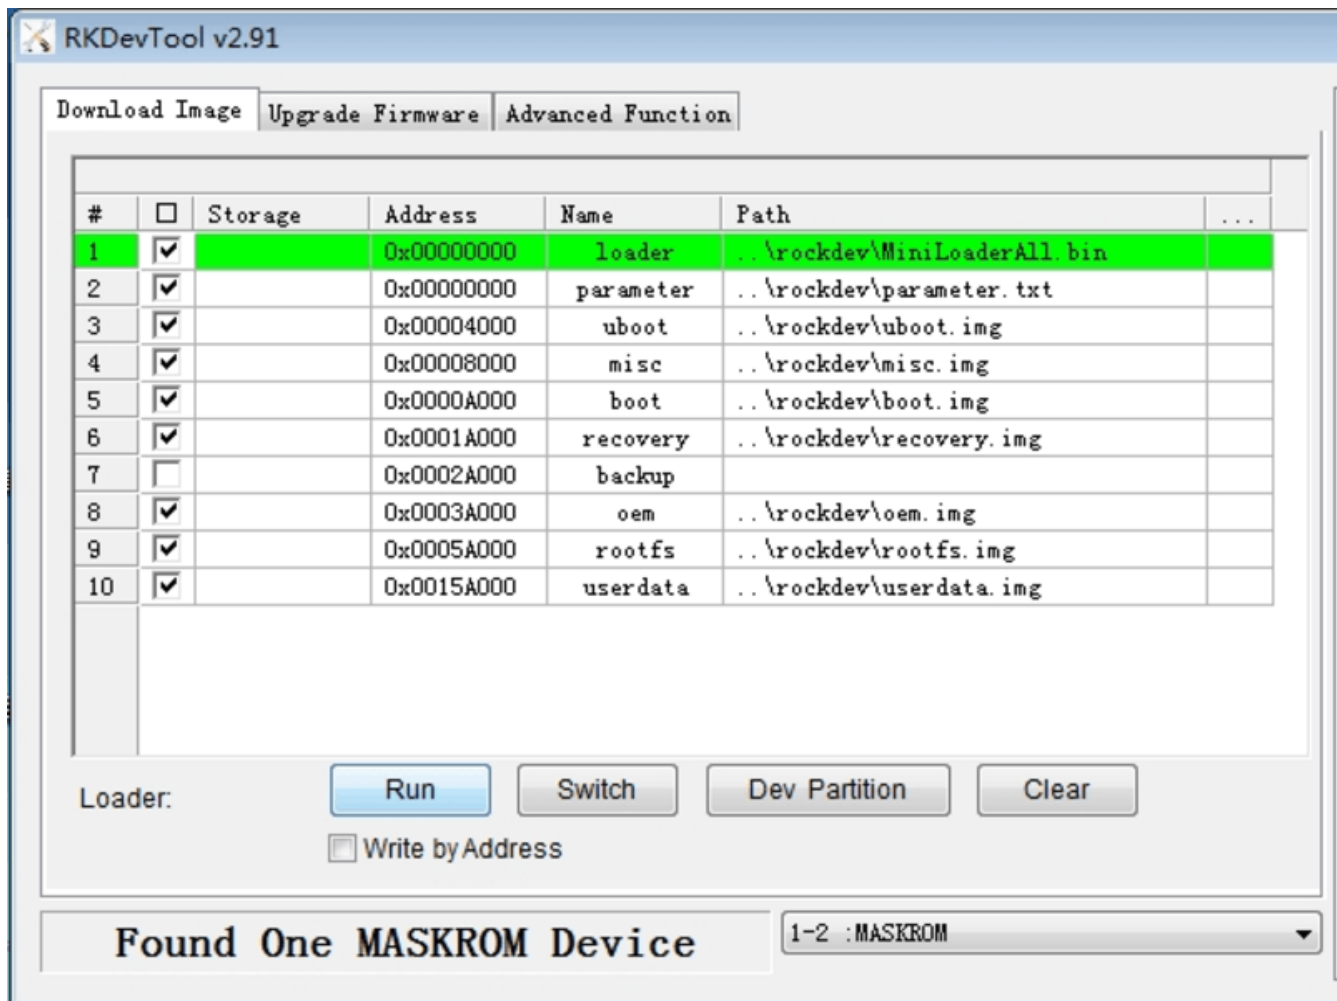 RKDevTool v2.91
Download Image Upgrade Firmware Advanced Function
# Storage Address Name Path ...
1 0x00000000 loader ..\rockdev\MiniLoaderAll.bin
2 0x00000000 parameter ..\rockdev\parameter.txt
3 0x00004000 uboot ..\rockdev\uboot.img
4 0x00008000 misc ..\rockdev\misc.img
5 0x0000A000 boot ..\rockdev\boot.img
6 0x0001A000 recovery ..\rockdev\recovery.img
7 0x0002A000 backup
8 0x0003A000 oem ..\rockdev\oem.img
9 0x0005A000 rootfs ..\rockdev\rootfs.img
10 0x0015A000 userdata ..\rockdev\userdata.img
Loader: Run Switch Dev Partition Clear
Write by Address
Found One MASKROM Device 1-2 :MASKROM